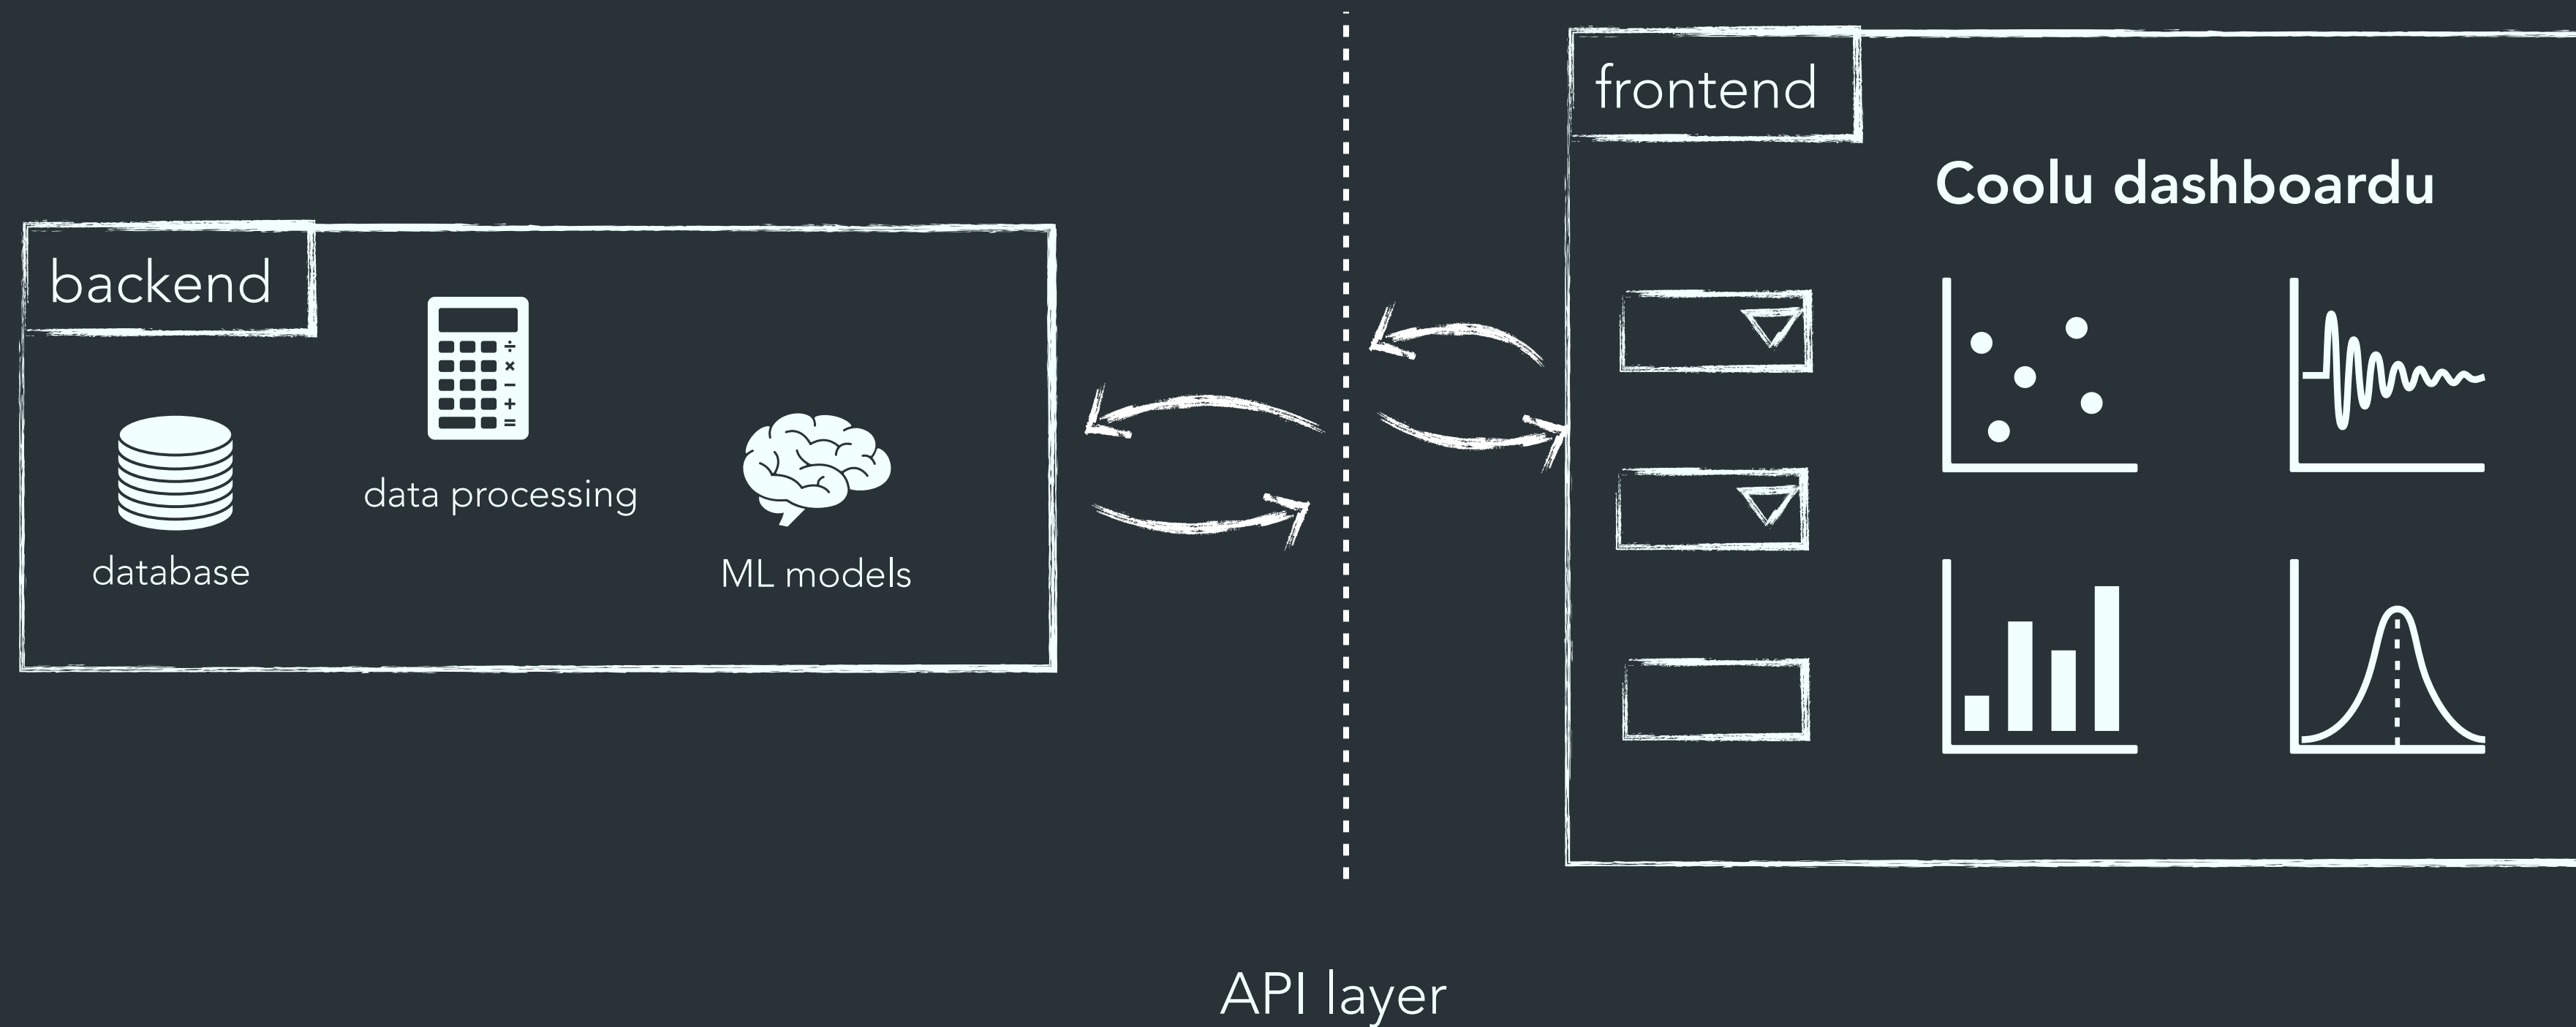 frontend
Coolu dashboardu
backend
data processing
database
ML models
API layer